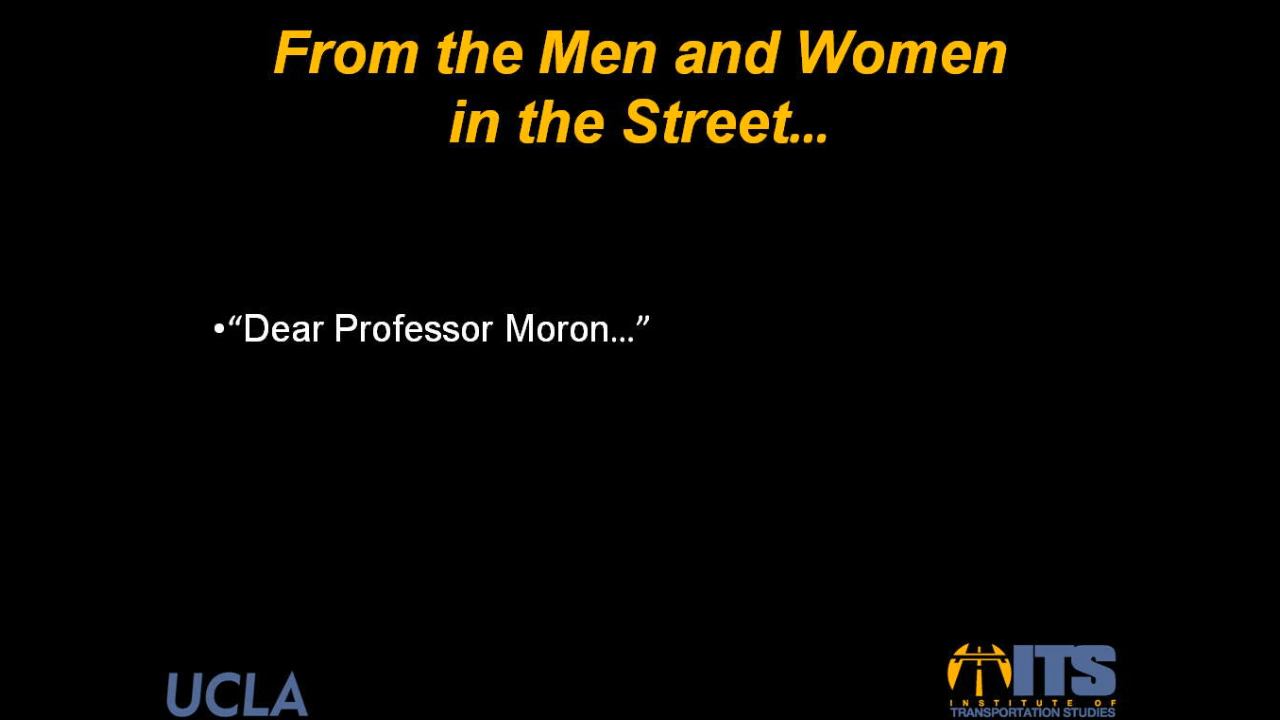 From the Men and Women
in the Street...
•“Dear Professor Moron...”
UCLA
ITS
INSTITUTE OF
TRANSPORTATION STUDIES